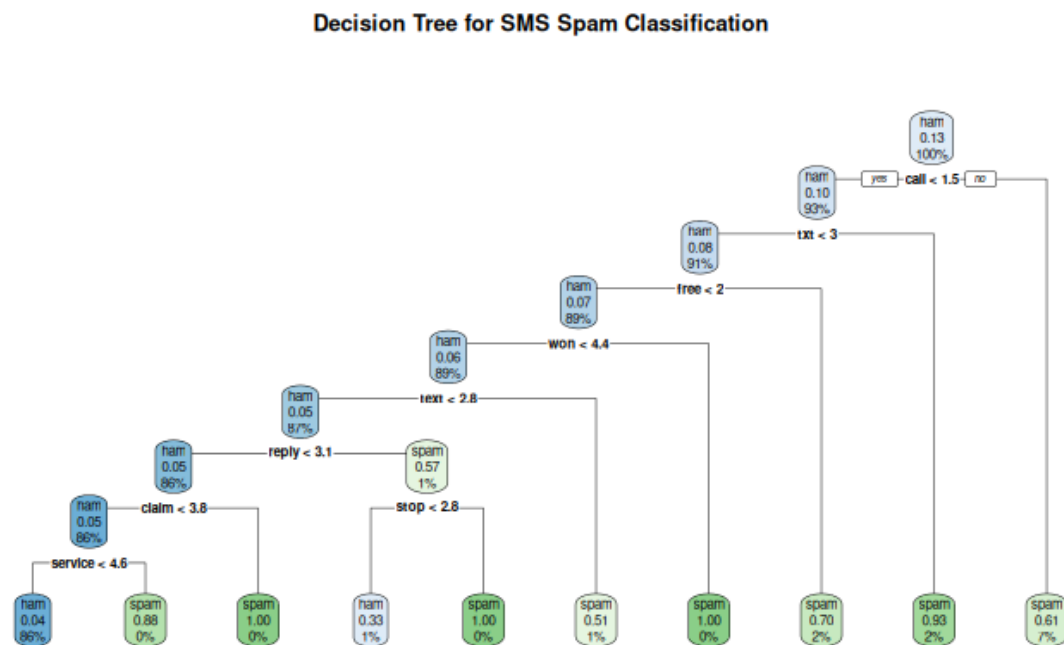 Decision Tree for SMS Spam Classification
ham
0.13
100%
yes
call < 1.5
no
ham
0.10
93%
txt < 3
ham
0.08
91%
free < 2
ham
0.07
89%
won < 4.4
ham
0.06
89%
text < 2.8
ham
0.05
87%
reply < 3.1
ham
0.05
86%
spam
0.57
1%
claim < 3.8
stop < 2.8
ham
0.05
86%
service < 4.6
ham
0.04
86%
spam
0.88
0%
spam
1.00
0%
ham
0.33
1%
spam
1.00
0%
spam
0.51
1%
spam
1.00
0%
spam
0.70
2%
spam
0.93
2%
spam
0.61
7%